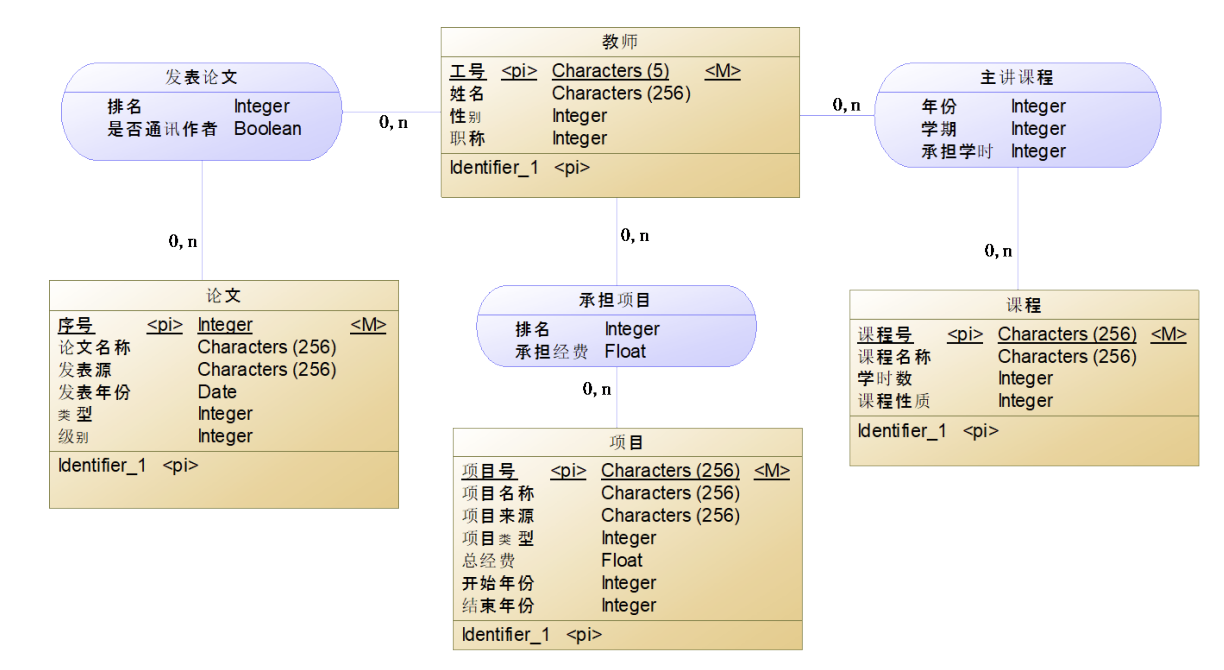 教师
工号 <pi> Characters (5) <M>
姓名 Characters (256)
性别 Integer
职称 Integer
Identifier_1 <pi>
发表论文
排名 Integer
是否通讯作者 Boolean
0, n
0, n
主讲课程
年份 Integer
学期 Integer
承担学时 Integer
0, n
0, n
0, n
论文
序号 <pi> Integer <M>
论文名称 Characters (256)
发表源 Characters (256)
发表年份 Date
类型 Integer
级别 Integer
Identifier_1 <pi>
承担项目
排名 Integer
承担经费 Float
0, n
课程
课程号 <pi> Characters (256) <M>
课程名称 Characters (256)
学时数 Integer
课程性质 Integer
Identifier_1 <pi>
项目
项目号 <pi> Characters (256) <M>
项目名称 Characters (256)
项目来源 Characters (256)
项目类型 Integer
总经费 Float
开始年份 Integer
结束年份 Integer
Identifier_1 <pi>